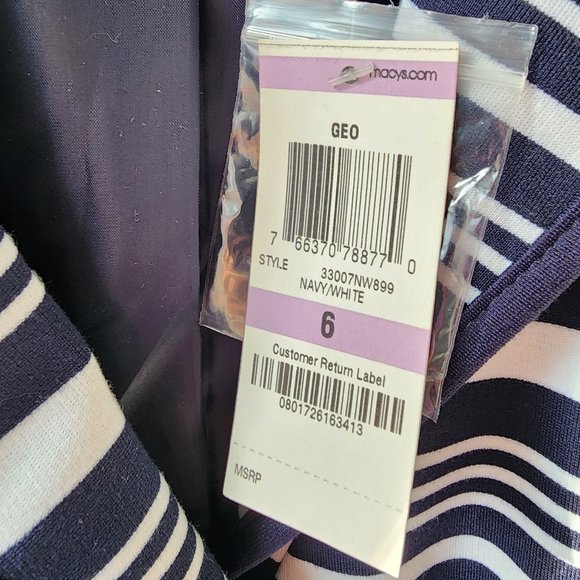 macys.com
GEO
7 66370 78877 0
STYLE 33007NW899
NAVY/WHITE
6
Customer Return Label
0801726163413
MSRP